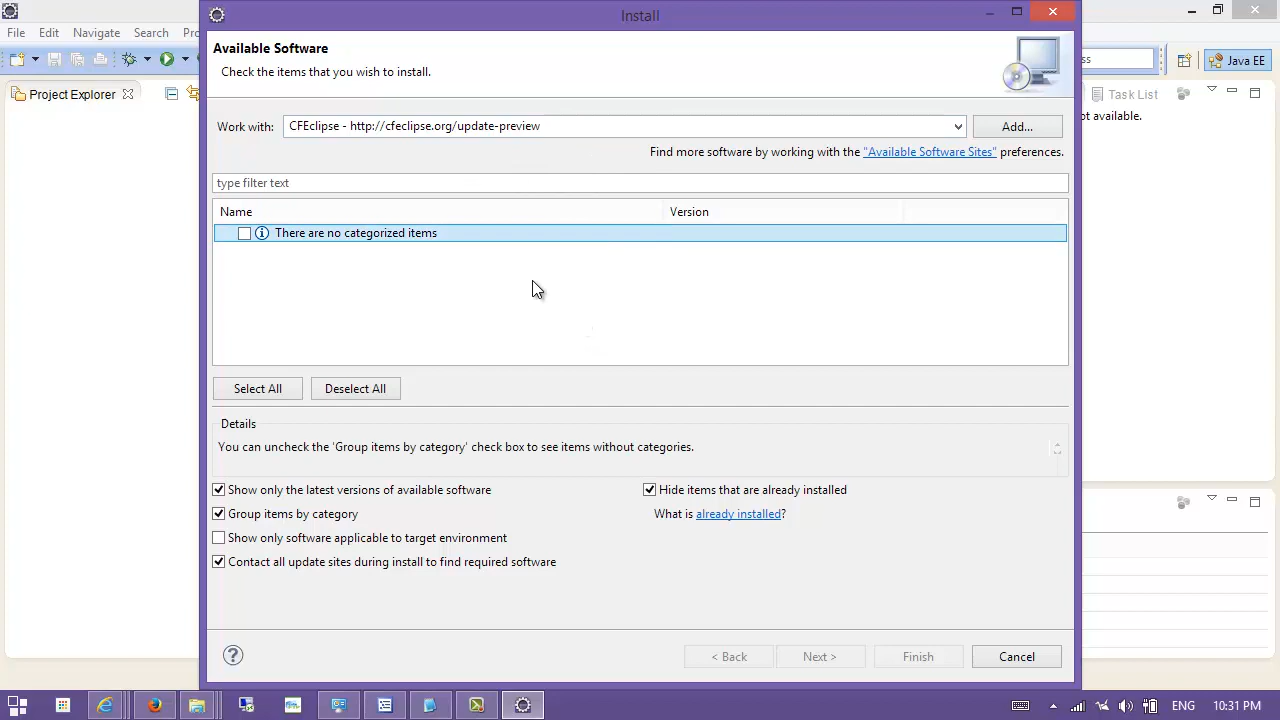 Install
File Edit Navigate Search
Java EE
Project Explorer
Task List
ot available.
Available Software
Check the items that you wish to install.
Work with: CFEclipse - http://cfeclipse.org/update-preview Add...
Find more software by working with the "Available Software Sites" preferences.
type filter text
Name Version
There are no categorized items
Select All Deselect All
Details
You can uncheck the 'Group items by category' check box to see items without categories.
Show only the latest versions of available software
Hide items that are already installed
Group items by category
What is already installed?
Show only software applicable to target environment
Contact all update sites during install to find required software
< Back Next > Finish Cancel
ENG 10:31 PM